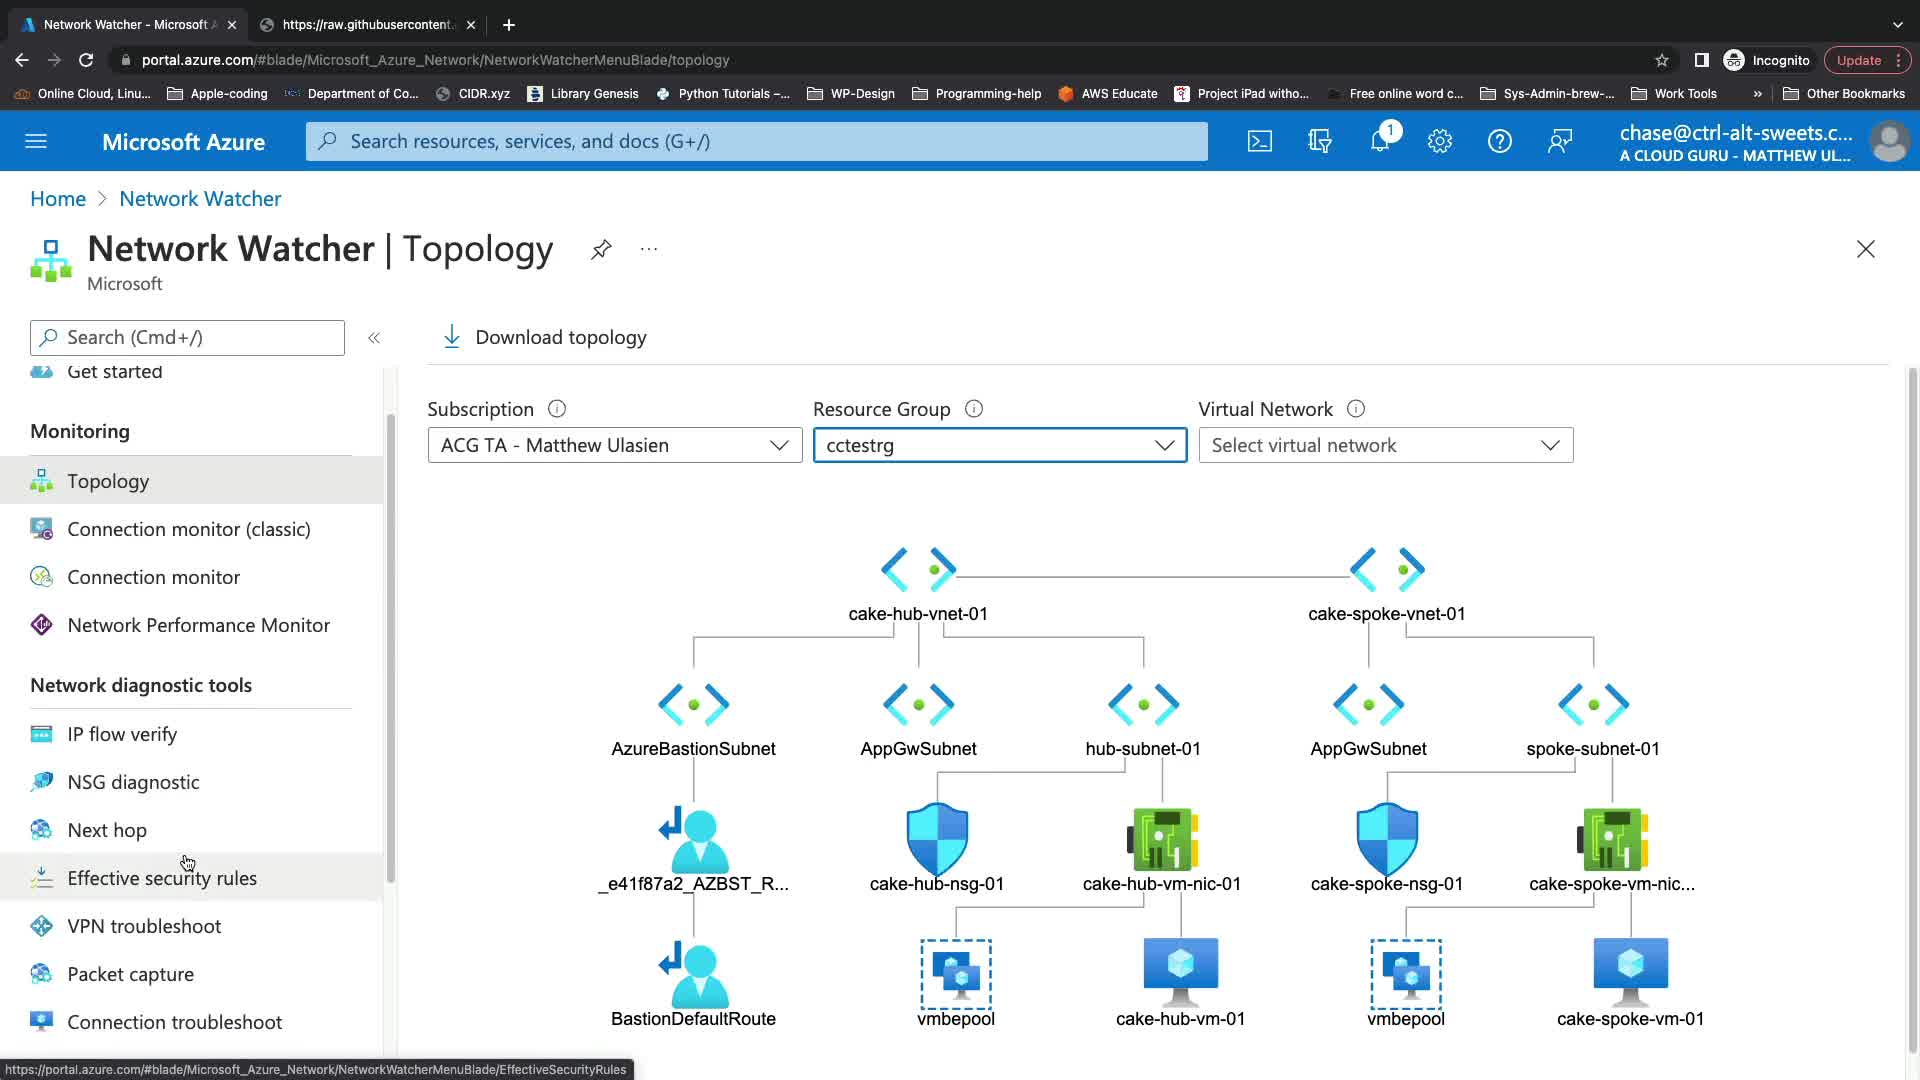 Network Watcher - Microsoft A
https://raw.githubusercontent.
portal.azure.com/#blade/Microsoft_Azure_Network/NetworkWatcherMenuBlade/topology
Incognito
Update
Online Cloud, Linu...
Apple-coding
Department of Co...
CIDR.xyz
Library Genesis
Python Tutorials –...
WP-Design
Programming-help
AWS Educate
Project iPad witho...
Free online word c...
Sys-Admin-brew-...
Work Tools
»
Other Bookmarks
Microsoft Azure
Search resources, services, and docs (G+/)
1
chase@ctrl-alt-sweets.c...
A CLOUD GURU - MATTHEW UL...
Home > Network Watcher
Network Watcher | Topology
...
Microsoft
Search (Cmd+/)
«
Download topology
Get started
Monitoring
Topology
Connection monitor (classic)
Connection monitor
Network Performance Monitor
Network diagnostic tools
IP flow verify
NSG diagnostic
Next hop
Effective security rules
VPN troubleshoot
Packet capture
Connection troubleshoot
Subscription
Resource Group
Virtual Network
ACG TA - Matthew Ulasien
cctestrg
Select virtual network
cake-hub-vnet-01
cake-spoke-vnet-01
AzureBastionSubnet
AppGwSubnet
hub-subnet-01
AppGwSubnet
spoke-subnet-01
_e41f87a2_AZBST_R...
cake-hub-nsg-01
cake-hub-vm-nic-01
cake-spoke-nsg-01
cake-spoke-vm-nic...
BastionDefaultRoute
vmbepool
cake-hub-vm-01
vmbepool
cake-spoke-vm-01
https://portal.azure.com/#blade/Microsoft_Azure_Network/NetworkWatcherMenuBlade/EffectiveSecurityRules